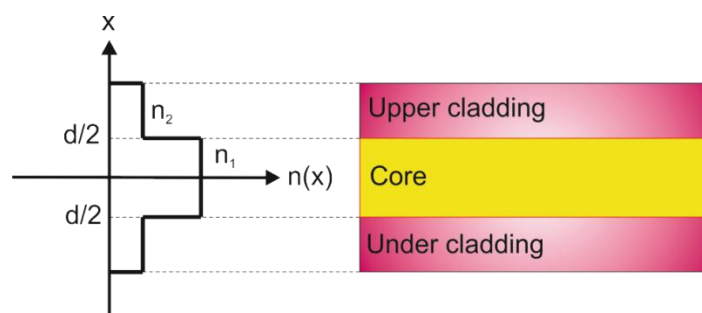 x
n₂
d/2
n₁
n(x)
d/2
Upper cladding
Core
Under cladding